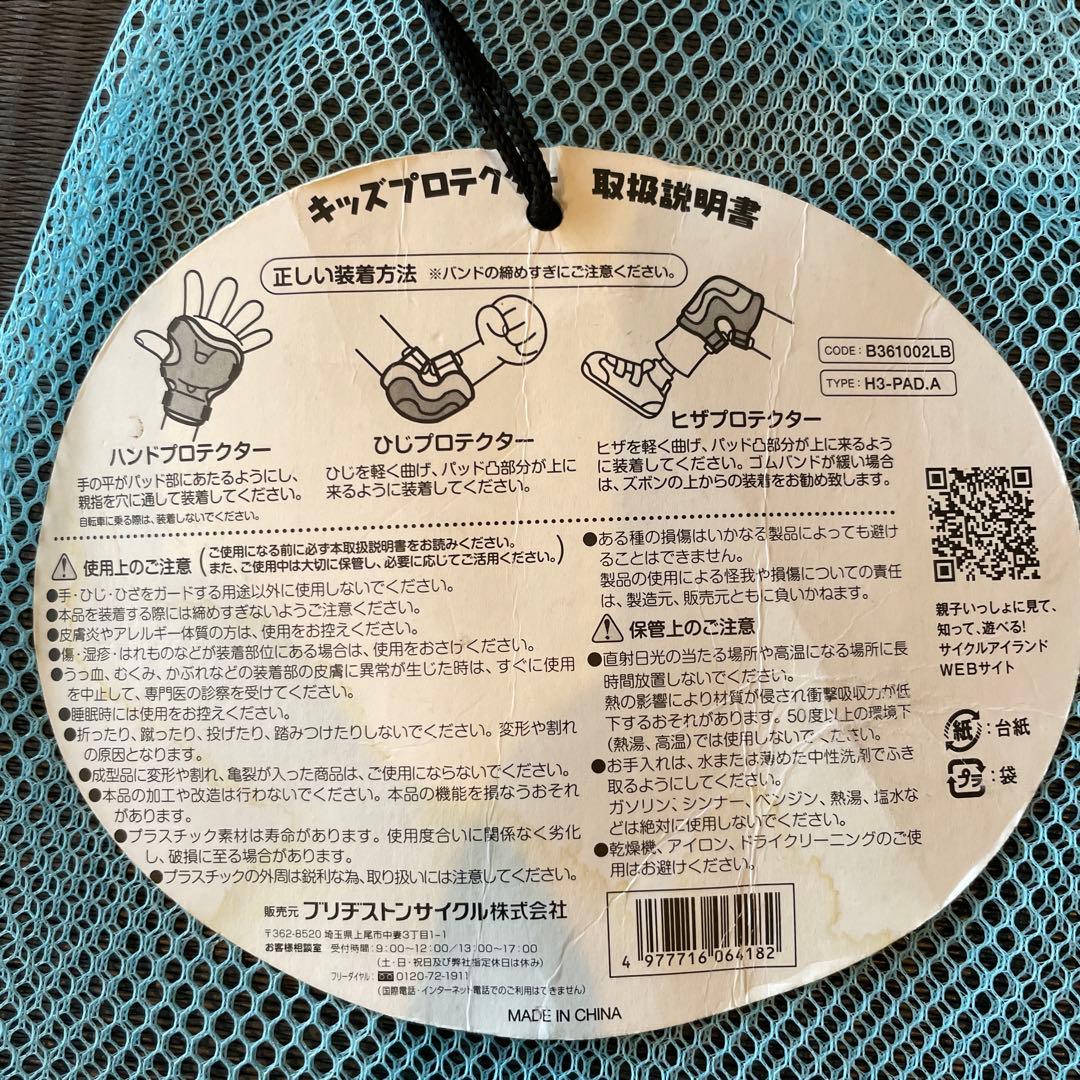 キッズプロテクター 取扱説明書
正しい装着方法 ※バンドの締めすぎにご注意ください。
CODE: B361002LB
TYPE: H3-PAD.A
ハンドプロテクター
手の平がパッド部にあたるようにし、
親指を穴に通して装着してください。
自転車に乗る際は、装着しないでください。
ひじプロテクター
ひじを軽く曲げ、パッド凸部分が上に
来るように装着してください。
ヒザプロテクター
ヒザを軽く曲げ、パッド凸部分が上に来るよう
に装着してください。ゴムバンドが緩い場合
は、ズボンの上からの装着をお勧め致します。
使用上のご注意 (ご使用になる前に必ず本取扱説明書をお読みください。
また、ご使用中は大切に保管し、必要に応じてご活用ください。)
●手・ひじ・ひざをガードする用途以外に使用しないでください。
●本品を装着する際には締めすぎないようご注意ください。
●皮膚炎やアレルギー体質の方は、使用をお控えください。
●傷・湿疹・はれものなどが装着部位にある場合は、使用をおさけください。
●うっ血、むくみ、かぶれなどの装着部の皮膚に異常が生じた時は、すぐに使用
を中止して、専門医の診察を受けてください。
●睡眠時には使用をお控えください。
●折ったり、蹴ったり、投げたり、踏みつけたりしないでください。変形や割れ
の原因となります。
●成型品に変形や割れ、亀裂が入った商品は、ご使用にならないでください。
●本品の加工や改造は行わないでください。本品の機能を損なうおそれ
があります。
●プラスチック素材は寿命があります。使用度合いに関係なく劣化
し、破損に至る場合があります。
●プラスチックの外周は鋭利な為、取り扱いには注意してください。
●ある種の損傷はいかなる製品によっても避け
ることはできません。
製品の使用による怪我や損傷についての責任
は、製造元、販売元ともに負いかねます。
保管上のご注意
●直射日光の当たる場所や高温になる場所に長
時間放置しないでください。
熱の影響により材質が侵され衝撃吸収力が低
下するおそれがあります。50度以上の環境下
(熱湯、高温)では使用しないでください。
●お手入れは、水または薄めた中性洗剤でふき
取るようにしてください。
ガソリン、シンナー、ベンジン、熱湯、塩水な
どは絶対に使用しないでください。
●乾燥機、アイロン、ドライクリーニングのご使
用はお避けください。
親子いっしょに見て、
知って、遊べる!
サイクルアイランド
WEBサイト
紙:台紙
プラ:袋
販売元 ブリヂストンサイクル株式会社
〒362-8520 埼玉県上尾市中妻3丁目1-1
お客様相談室 受付時間:9:00〜12:00/13:00〜17:00
(土・日・祝日及び弊社指定休日は休み)
フリーダイヤル: 0120-72-1911
(国際電話・インターネット電話でのご利用はできません)
4 977716 064182
MADE IN CHINA